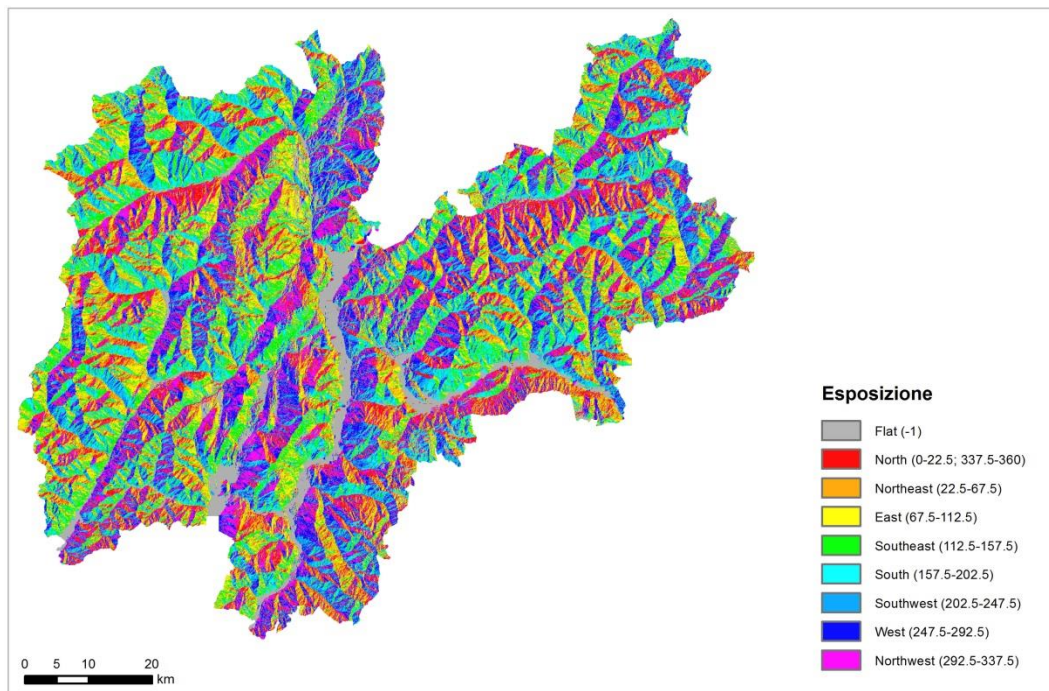 Esposizione
Flat (-1)
North (0-22.5; 337.5-360)
Northeast (22.5-67.5)
East (67.5-112.5)
Southeast (112.5-157.5)
South (157.5-202.5)
Southwest (202.5-247.5)
West (247.5-292.5)
Northwest (292.5-337.5)
0 5 10 20
km